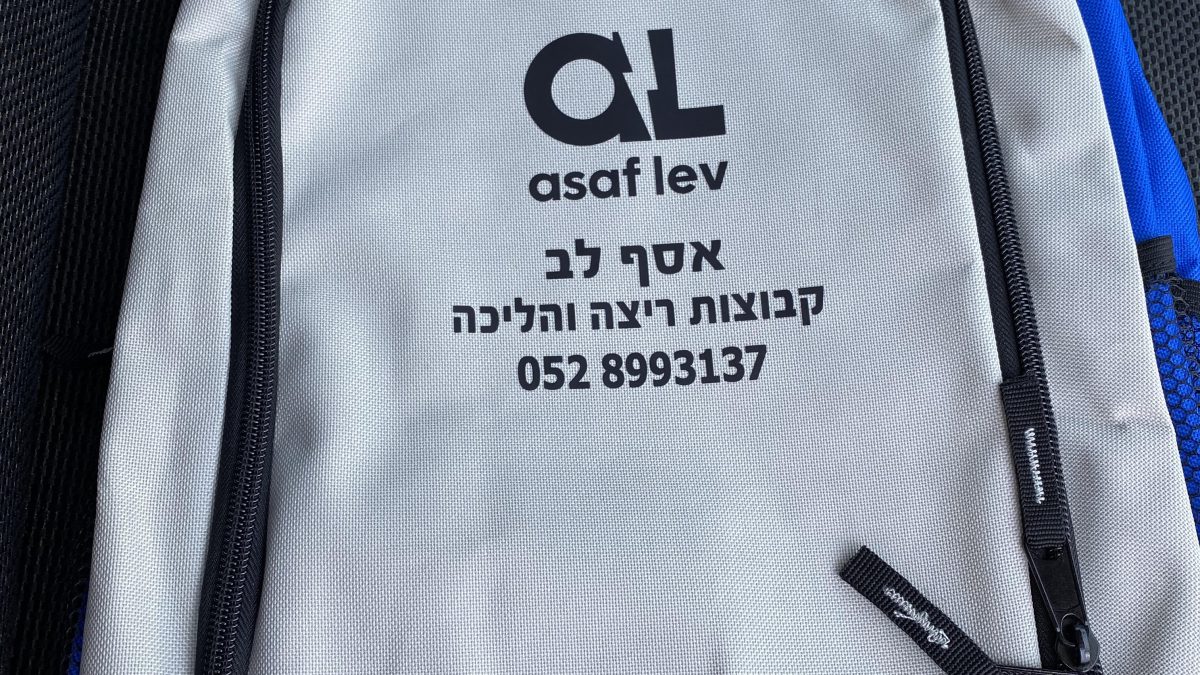 aL
asaf lev
אסף לב
קבוצות ריצה והליכה
052 8993137